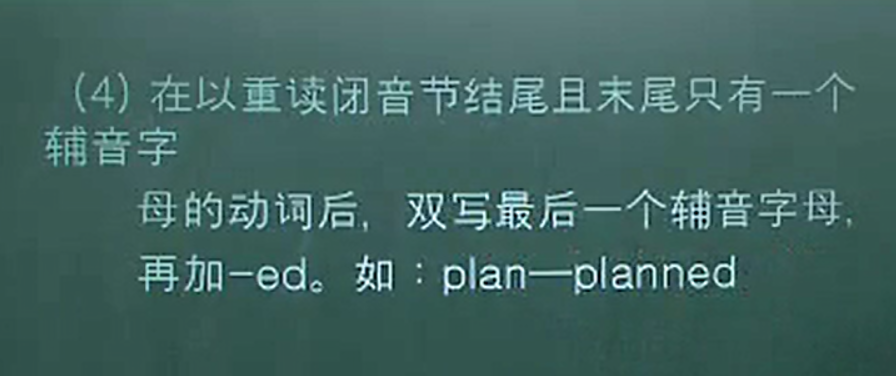 （4）在以重读闭音节结尾且末尾只有一个
辅音字
母的动词后，双写最后一个辅音字母，
再加-ed。如：plan—planned